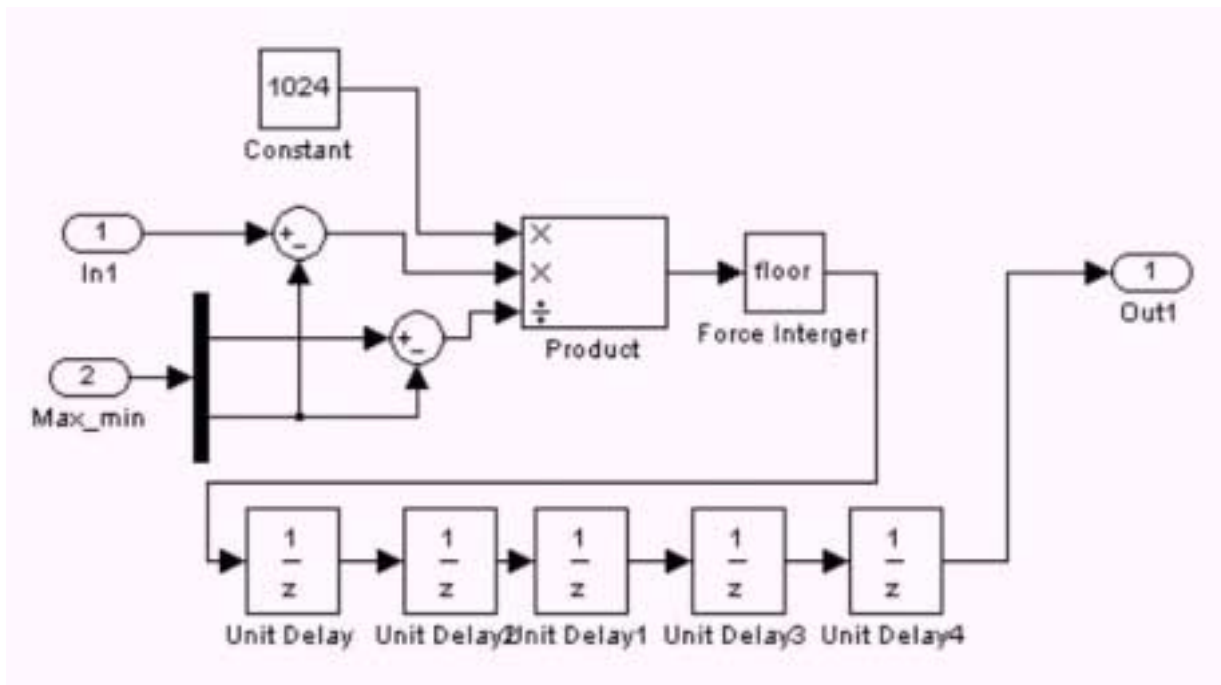 1024
Constant
1
In1
+
−
×
×
÷
Product
floor
Force Interger
1
Out1
2
Max_min
+
−
1
z
Unit Delay
1
z
Unit Delay2
1
z
Unit Delay1
1
z
Unit Delay3
1
z
Unit Delay4